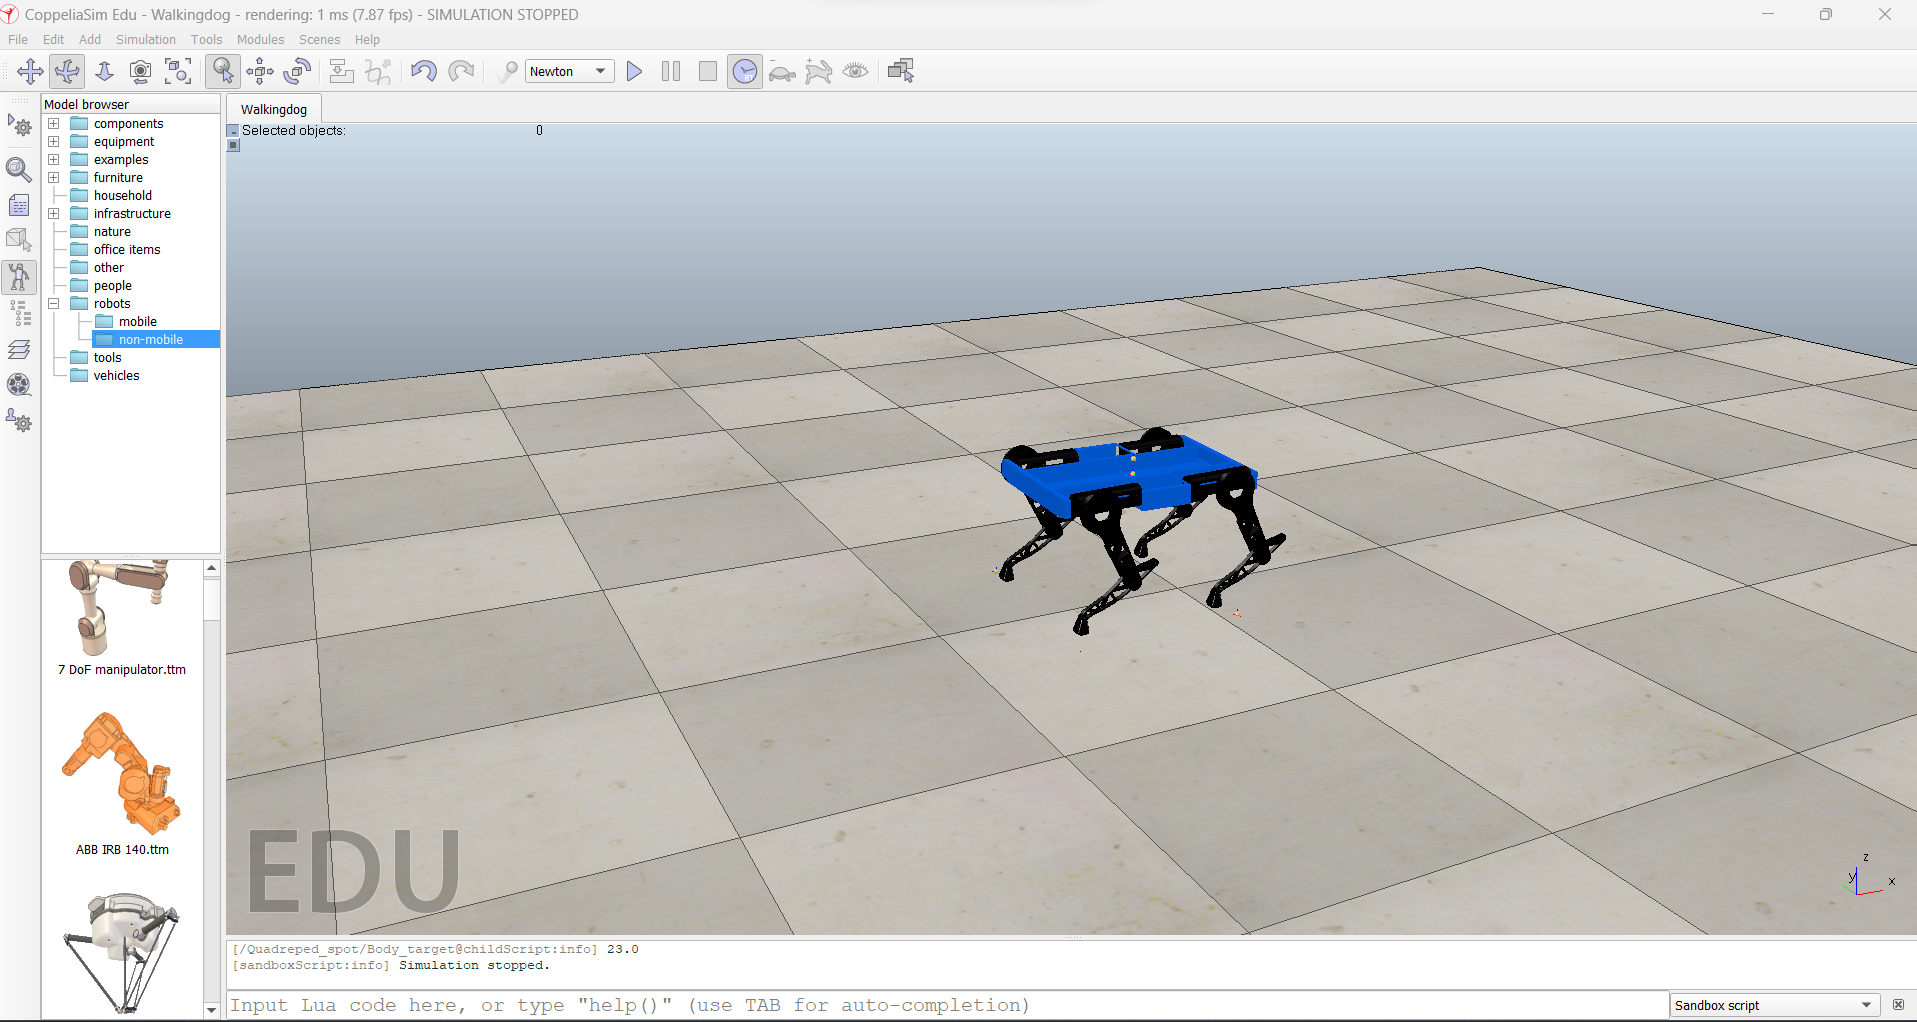 CoppeliaSim Edu - Walkingdog - rendering: 1 ms (7.87 fps) - SIMULATION STOPPED
File Edit Add Simulation Tools Modules Scenes Help
Newton
RT
Model browser
components
equipment
examples
furniture
household
infrastructure
nature
office items
other
people
robots
mobile
non-mobile
tools
vehicles
7 DoF manipulator.ttm
ABB IRB 140.ttm
Walkingdog
Selected objects: 0
EDU
z
y
x
[/Quadreped_spot/Body_target@childScript:info] 23.0
[sandboxScript:info] Simulation stopped.
Input Lua code here, or type "help()" (use TAB for auto-completion)
Sandbox script